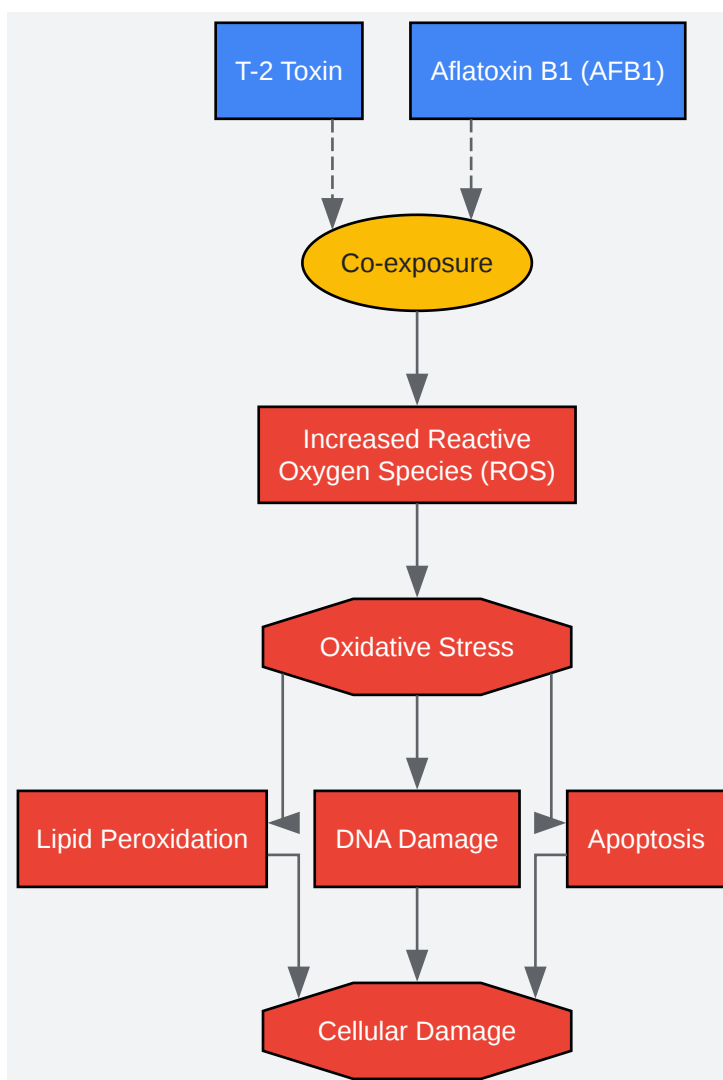 T-2 Toxin
Aflatoxin B1 (AFB1)
Co-exposure
Increased Reactive
Oxygen Species (ROS)
Oxidative Stress
Lipid Peroxidation
DNA Damage
Apoptosis
Cellular Damage